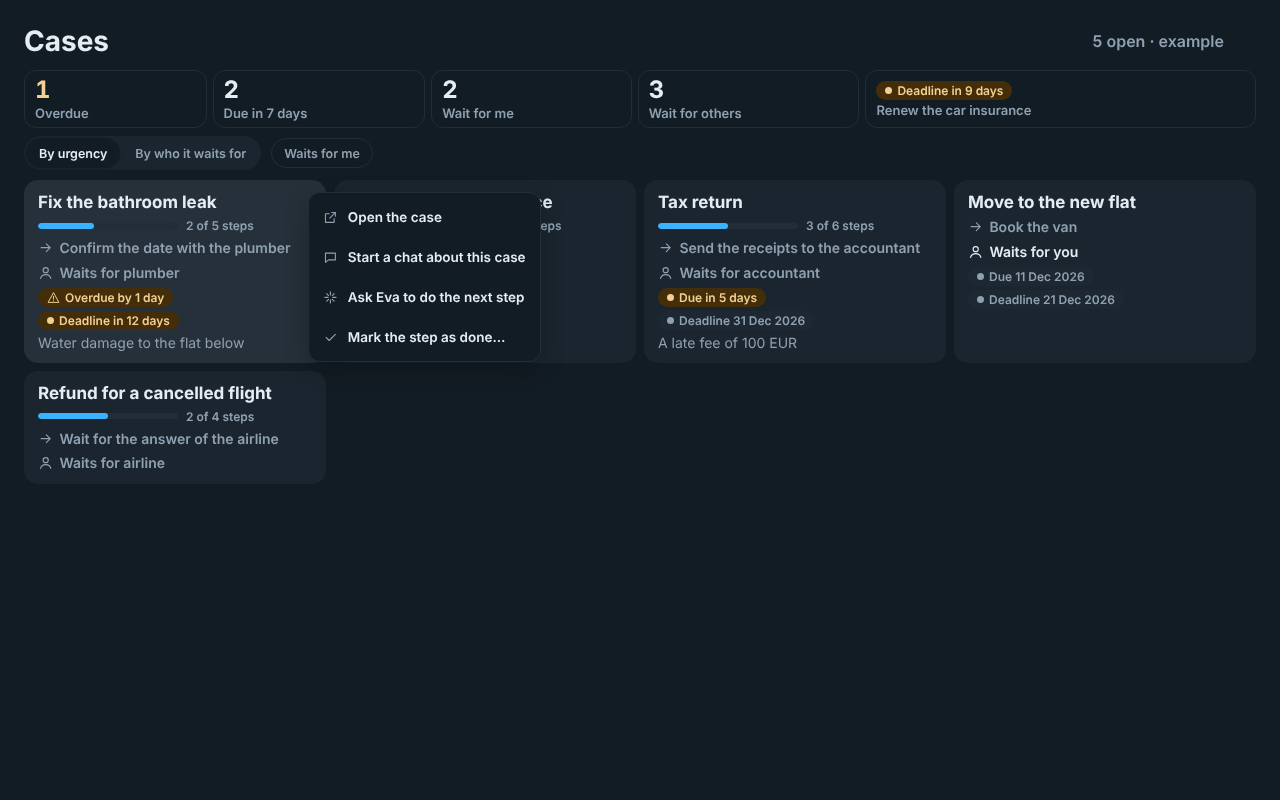 Cases
5 open · example
1
Overdue
2
Due in 7 days
2
Wait for me
3
Wait for others
Deadline in 9 days
Renew the car insurance
By urgency
By who it waits for
Waits for me
Fix the bathroom leak
2 of 5 steps
Confirm the date with the plumber
Waits for plumber
Overdue by 1 day
Deadline in 12 days
Water damage to the flat below
Open the case
Start a chat about this case
Ask Eva to do the next step
Mark the step as done...
Tax return
3 of 6 steps
Send the receipts to the accountant
Waits for accountant
Due in 5 days
Deadline 31 Dec 2026
A late fee of 100 EUR
Move to the new flat
Book the van
Waits for you
Due 11 Dec 2026
Deadline 21 Dec 2026
Refund for a cancelled flight
2 of 4 steps
Wait for the answer of the airline
Waits for airline